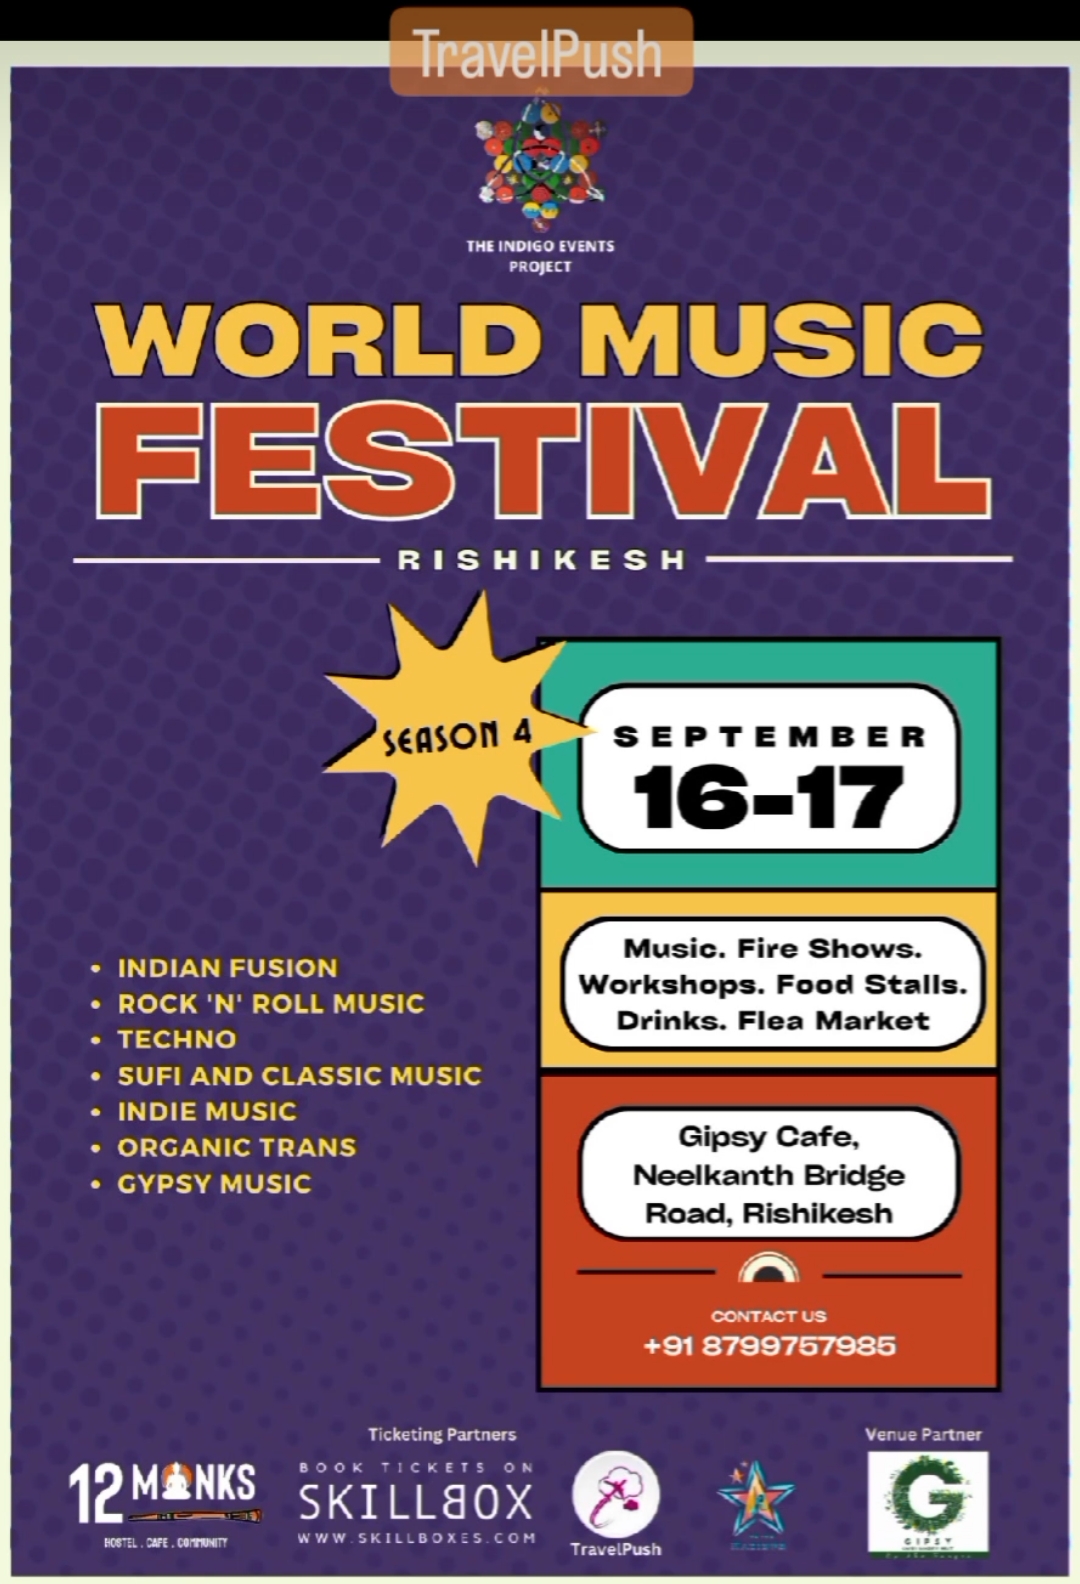 TravelPush
THE INDIGO EVENTS
PROJECT
WORLD MUSIC
FESTIVAL
RISHIKESH
SEASON 4
SEPTEMBER
16-17
Music. Fire Shows.
Workshops. Food Stalls.
Drinks. Flea Market
• INDIAN FUSION
• ROCK 'N' ROLL MUSIC
• TECHNO
• SUFI AND CLASSIC MUSIC
• INDIE MUSIC
• ORGANIC TRANS
• GYPSY MUSIC
Gipsy Cafe,
Neelkanth Bridge
Road, Rishikesh
CONTACT US
+91 8799757985
Ticketing Partners
Venue Partner
12 MONKS
HOSTEL . CAFE . COMMUNITY
BOOK TICKETS ON
SKILLBOX
WWW.SKILLBOXES.COM
TravelPush
G
GIPSY